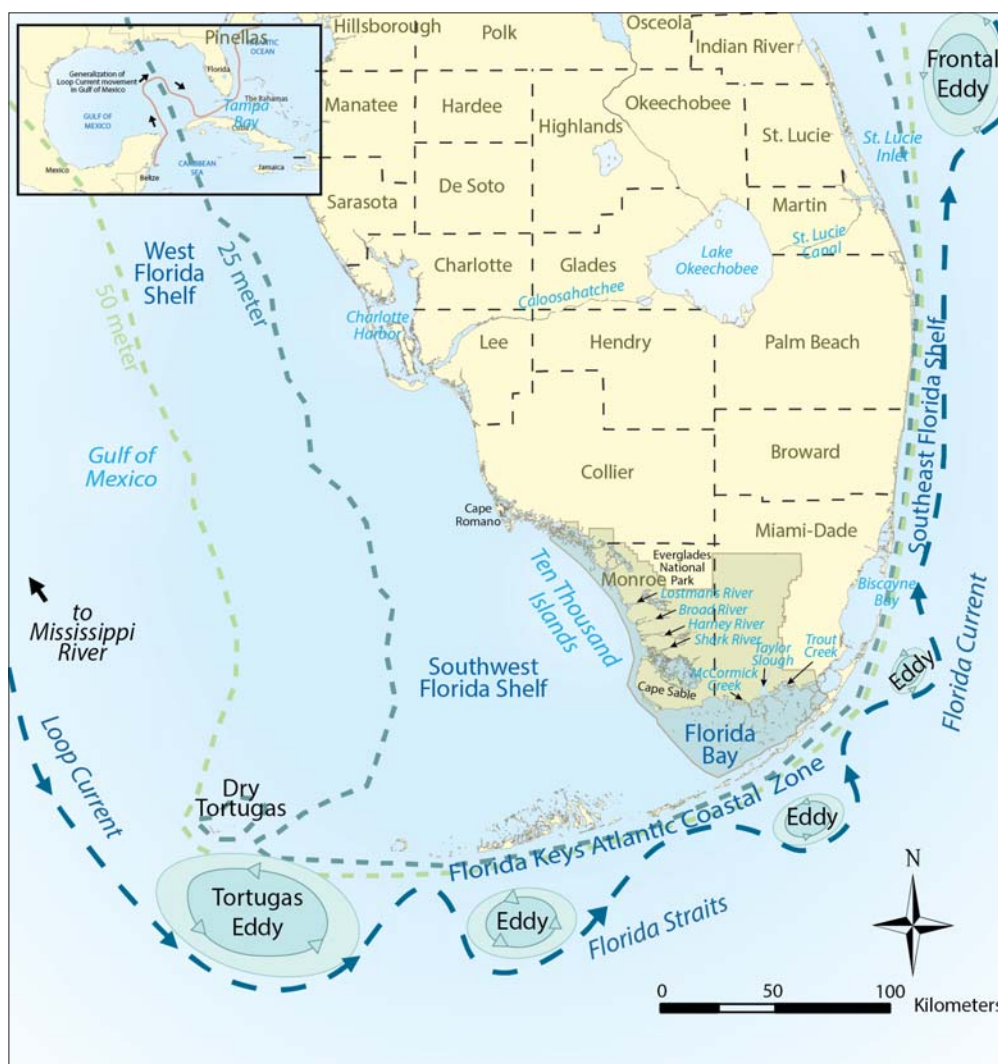 Hillsborough
Polk
Osceola
Indian River
Pinellas
ATLANTIC
OCEAN
Generalization of
Loop Current movement
in Gulf of Mexico
Florida
GULF OF
MEXICO
The Bahamas
Tampa
Bay
Cuba
Mexico
Belize
CARIBBEAN
SEA
Jamaica
Frontal
Eddy
Manatee
Hardee
Highlands
Okeechobee
St. Lucie
St. Lucie
Inlet
Sarasota
De Soto
Martin
St. Lucie
Canal
West
Florida
Shelf
25 meter
50 meter
Charlotte
Glades
Lake
Okeechobee
Caloosahatchee
Charlotte
Harbor
Lee
Hendry
Palm Beach
Southeast Florida Shelf
Gulf of
Mexico
Collier
Broward
Cape
Romano
Miami-Dade
Everglades
National
Park
Monroe
Ten Thousand
Islands
Lostmans River
Broad River
Harney River
Shark River
Taylor
Slough
Trout
Creek
McCormick
Creek
Biscayne
Bay
to
Mississippi
River
Southwest
Florida Shelf
Cape Sable
Florida
Bay
Eddy
Florida Current
Loop Current
Dry
Tortugas
Florida Keys Atlantic Coastal Zone
Eddy
Tortugas
Eddy
Eddy
Florida Straits
N
0 50 100 Kilometers